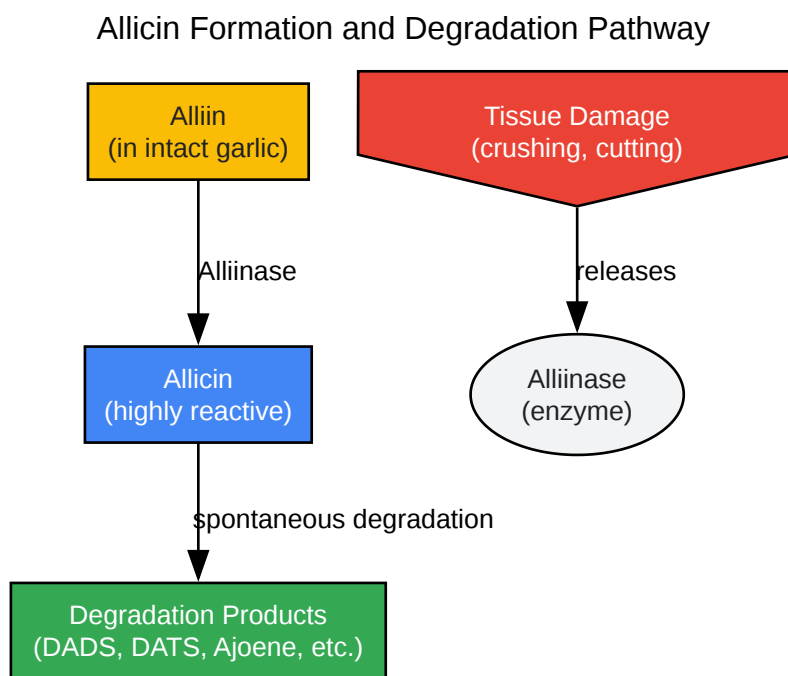 Allicin Formation and Degradation Pathway
Alliin
(in intact garlic)
Tissue Damage
(crushing, cutting)
Alliinase
releases
Allicin
(highly reactive)
Alliinase
(enzyme)
spontaneous degradation
Degradation Products
(DADS, DATS, Ajoene, etc.)